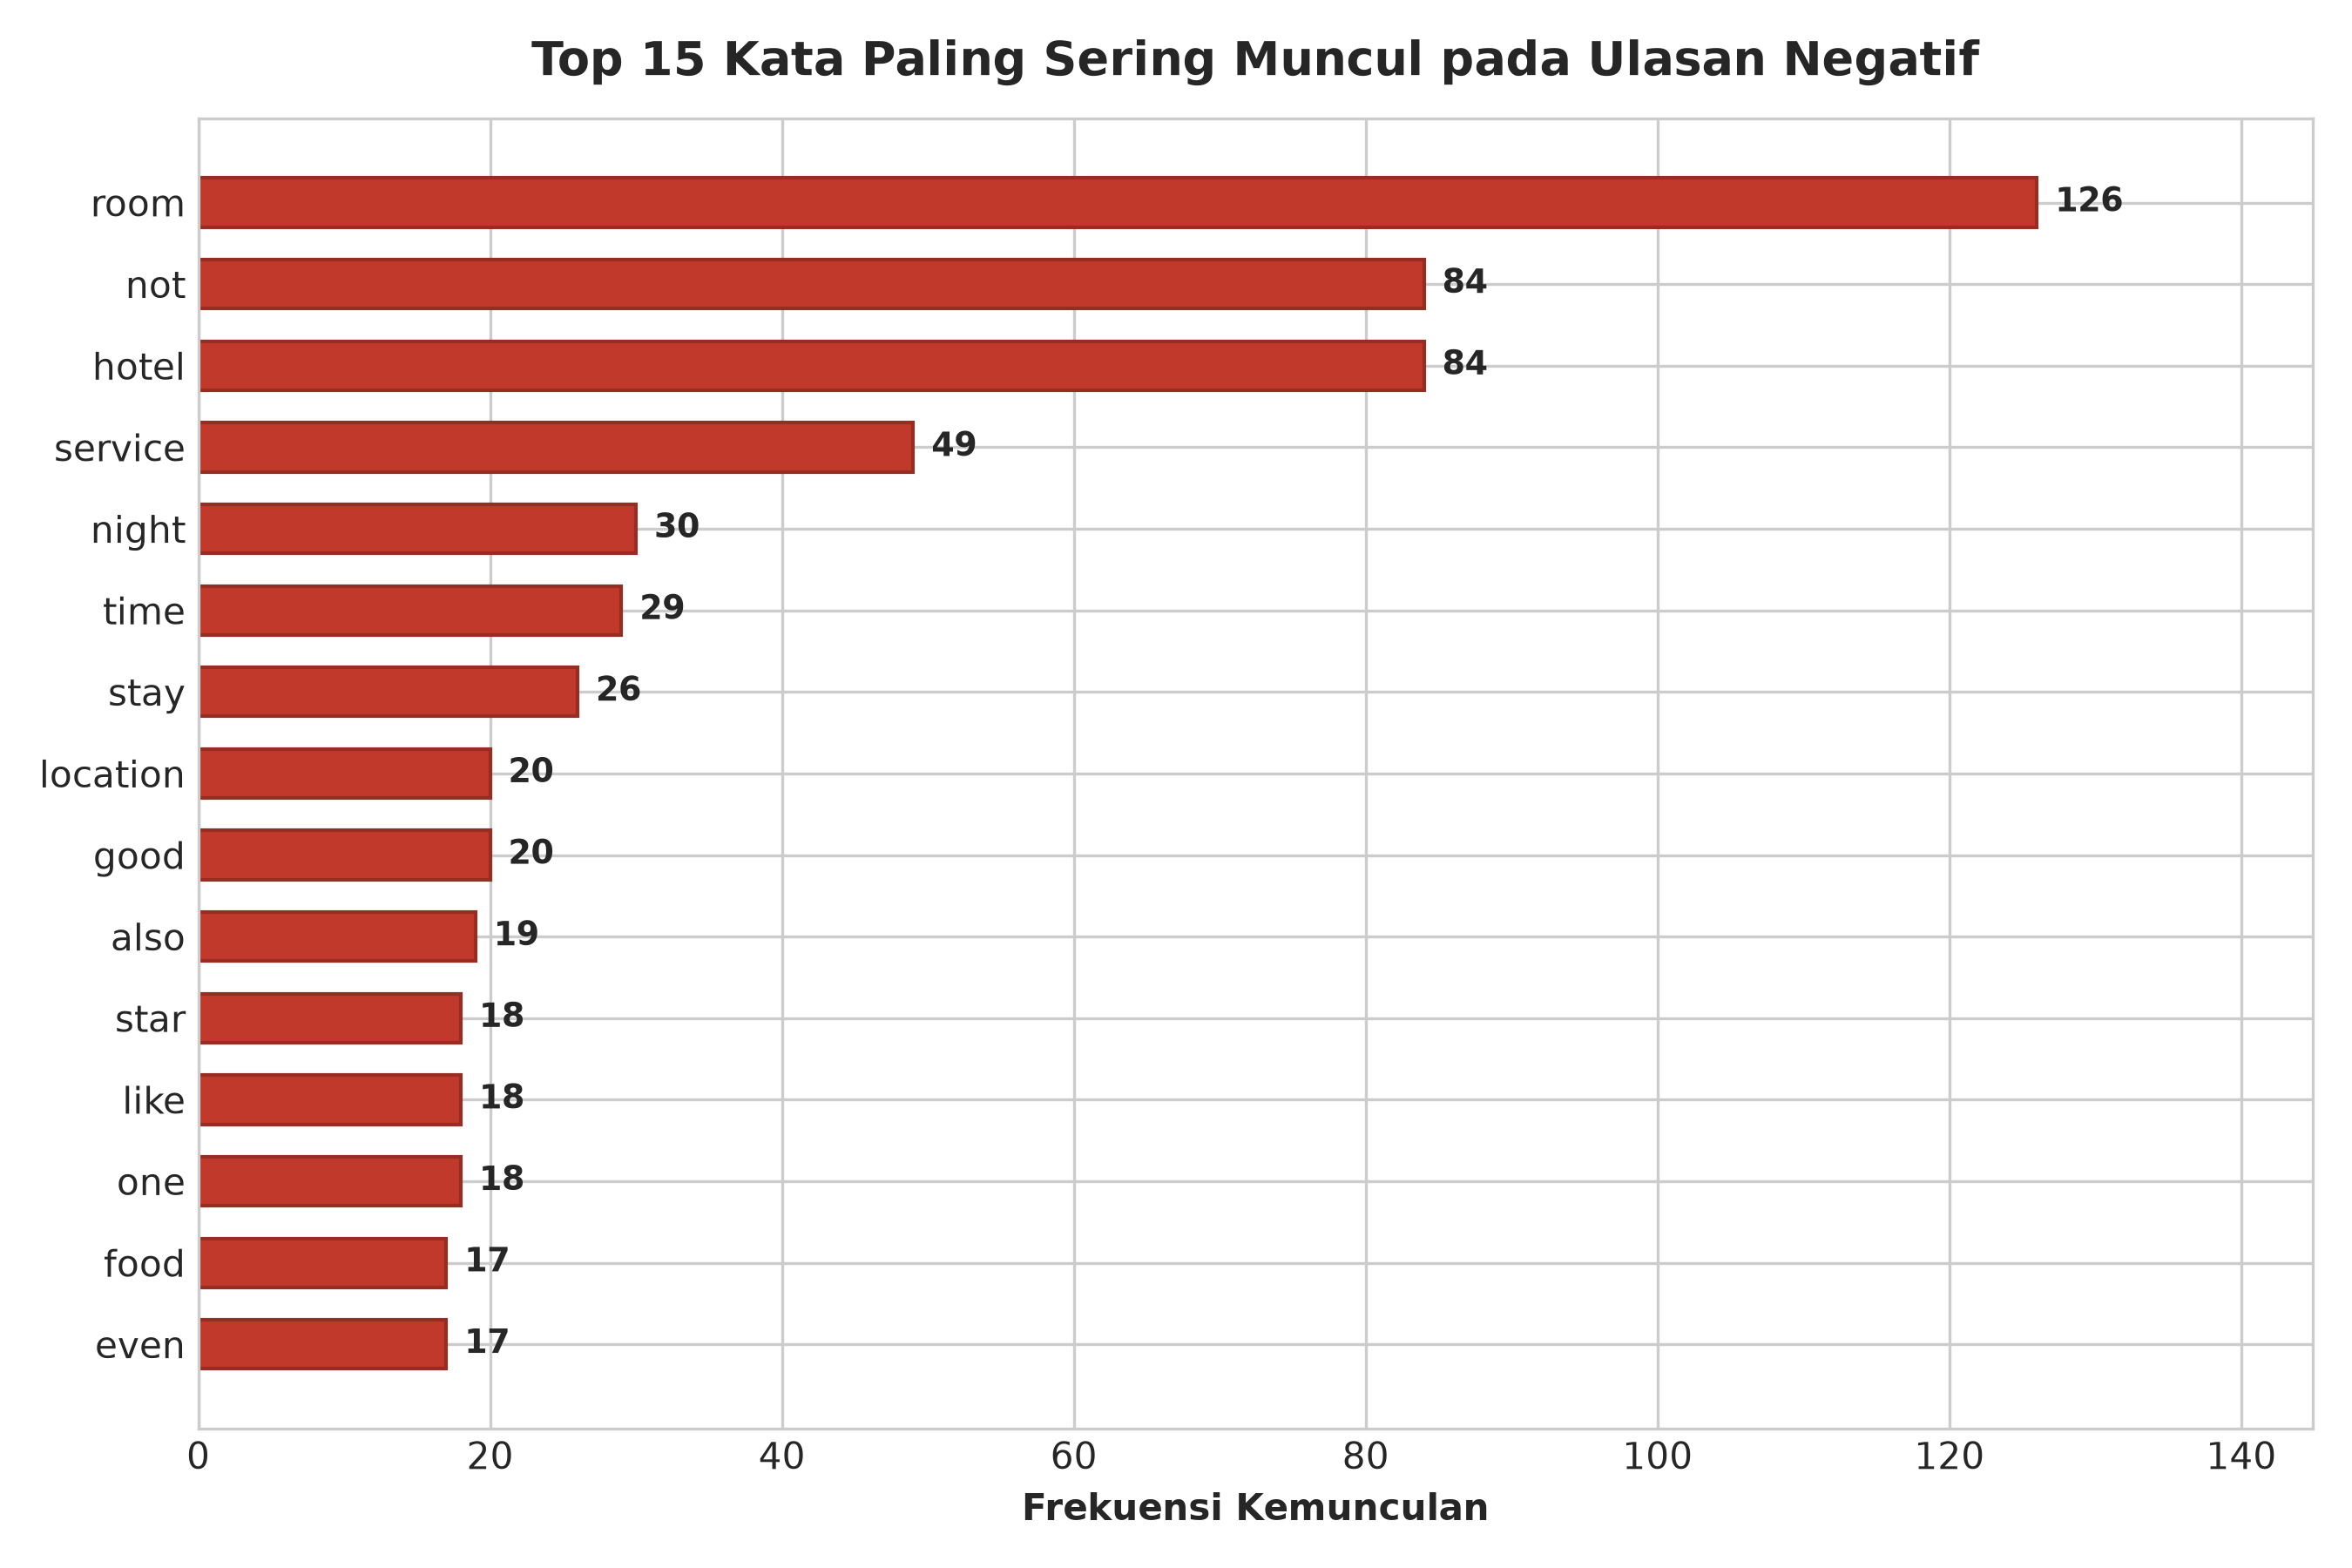 Top 15 Kata Paling Sering Muncul pada Ulasan Negatif
room 126
not 84
hotel 84
service 49
night 30
time 29
stay 26
location 20
good 20
also 19
star 18
like 18
one 18
food 17
even 17
0 20 40 60 80 100 120 140
Frekuensi Kemunculan